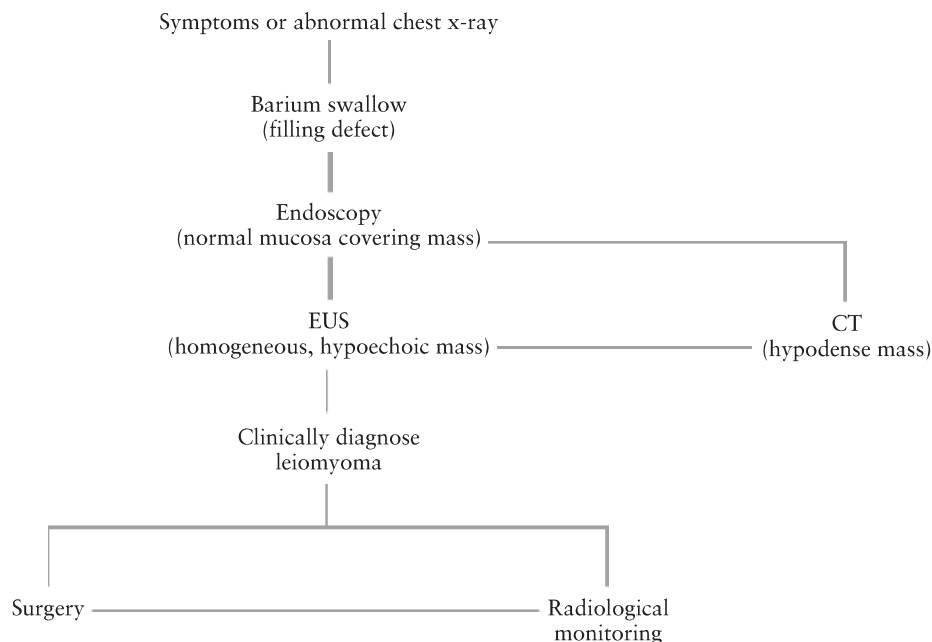 Symptoms or abnormal chest x-ray
Barium swallow
(filling defect)
Endoscopy
(normal mucosa covering mass)
EUS
(homogeneous, hypoechoic mass)
CT
(hypodense mass)
Clinically diagnose
leiomyoma
Surgery
Radiological
monitoring